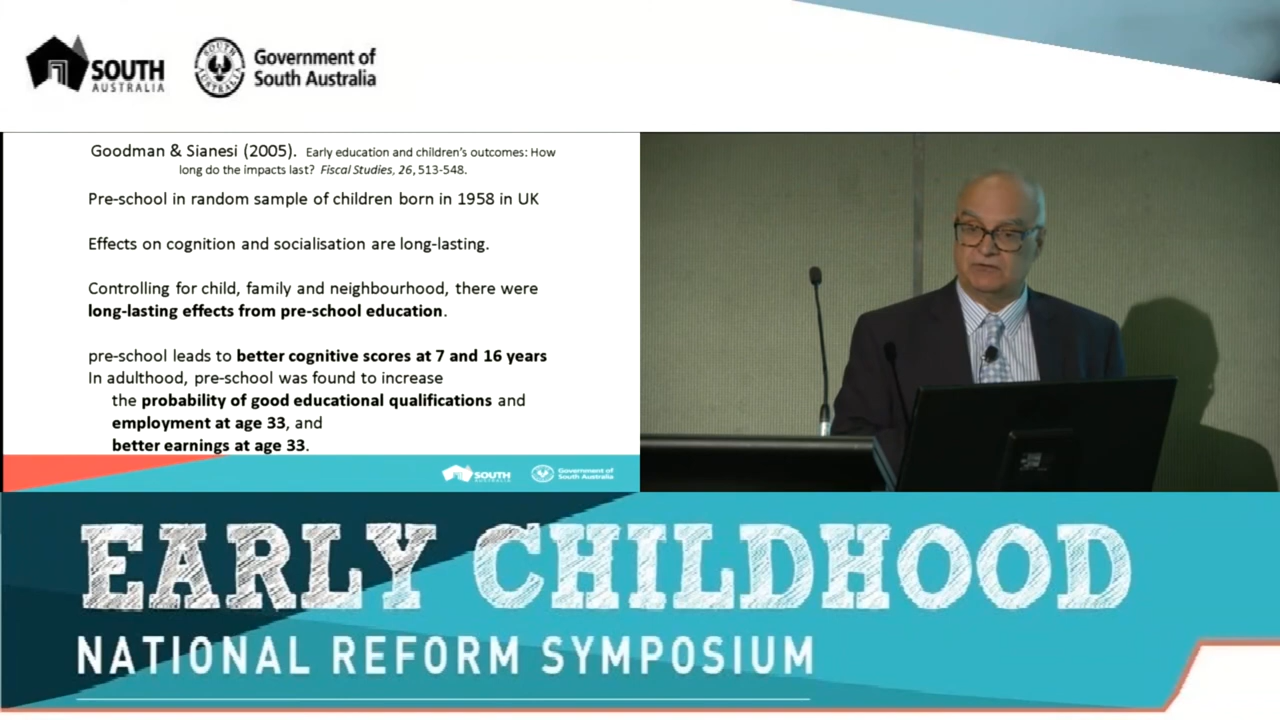 SOUTH
AUSTRALIA
Government of
South Australia
Goodman & Sianesi (2005). Early education and children's outcomes: How
long do the impacts last? Fiscal Studies, 26, 513-548.
Pre-school in random sample of children born in 1958 in UK
Effects on cognition and socialisation are long-lasting.
Controlling for child, family and neighbourhood, there were
long-lasting effects from pre-school education.
pre-school leads to better cognitive scores at 7 and 16 years
In adulthood, pre-school was found to increase
the probability of good educational qualifications and
employment at age 33, and
better earnings at age 33.
SOUTH
AUSTRALIA
Government of
South Australia
EARLY CHILDHOOD
NATIONAL REFORM SYMPOSIUM